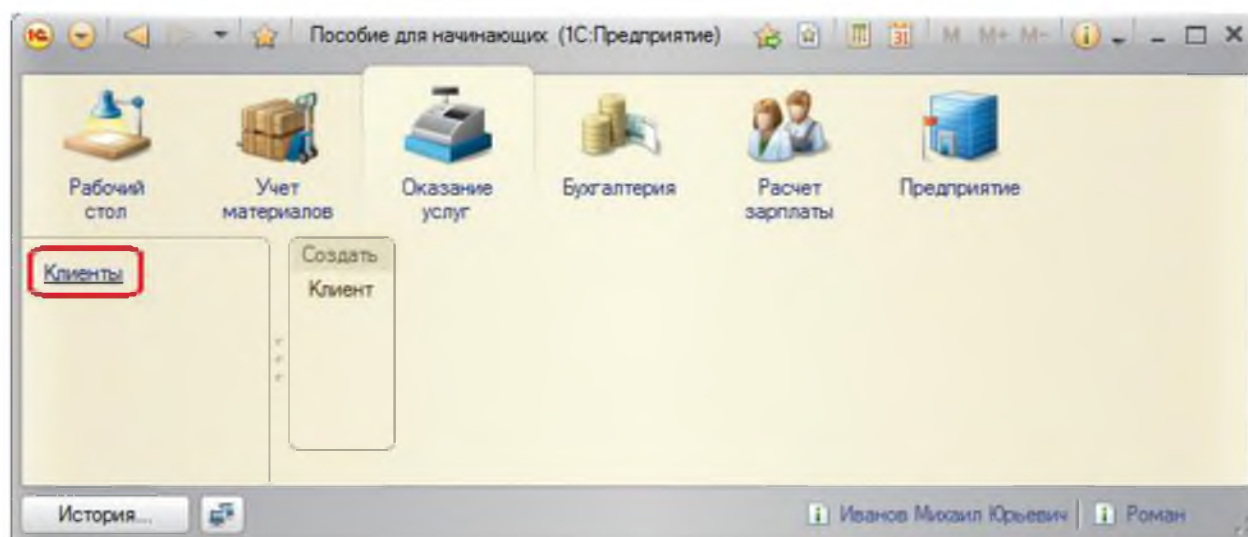 Пособие для начинающих (1С:Предприятие)
31 M M+ M-
Рабочий стол
Учет материалов
Оказание услуг
Бухгалтерия
Расчет зарплаты
Предприятие
Клиенты
Создать
Клиент
История...
Иванов Михаил Юрьевич
Роман